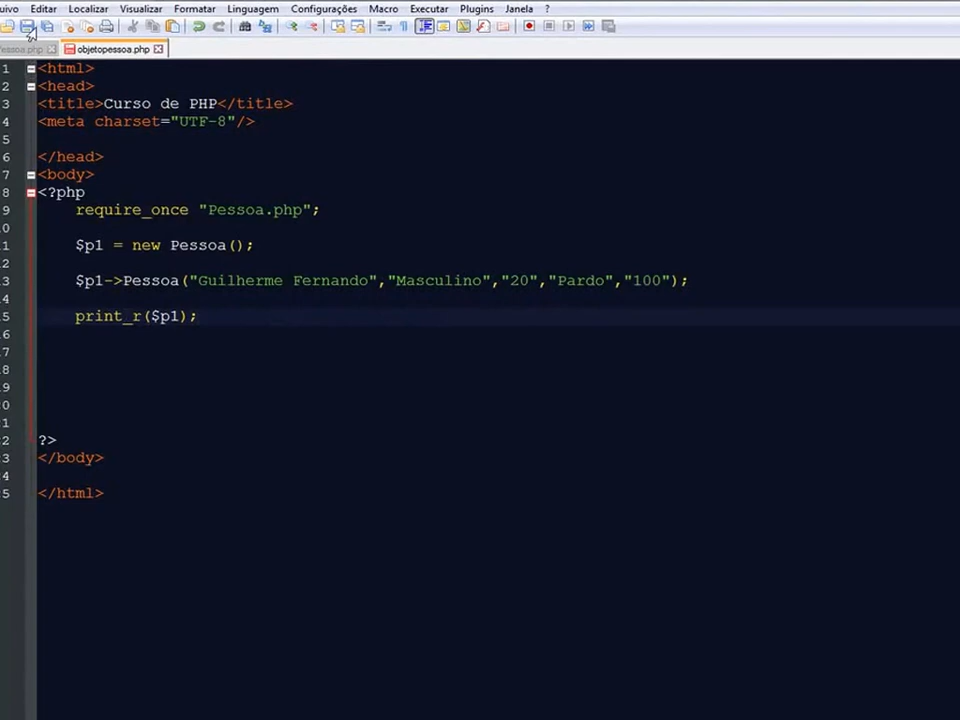 uivo Editar Localizar Visualizar Formatar Linguagem Configurações Macro Executar Plugins Janela ?
Pessoa.php objetopessoa.php
1 <html>
2 <head>
3 <title>Curso de PHP</title>
4 <meta charset="UTF-8"/>
5
6 </head>
7 <body>
8 <?php
9 require_once "Pessoa.php";
0
1 $p1 = new Pessoa();
2
3 $p1->Pessoa("Guilherme Fernando","Masculino","20","Pardo","100");
4
5 print_r($p1);
6
7
8
9
0
1
2 ?>
3 </body>
4
5 </html>